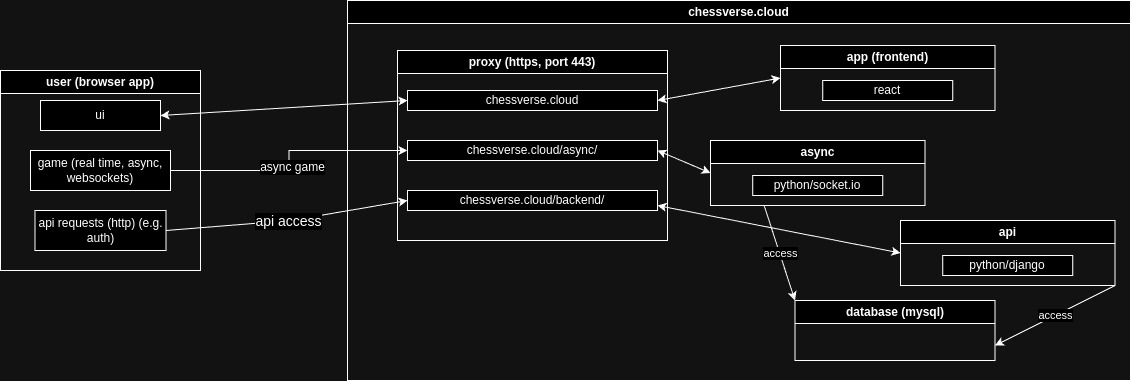 chessverse.cloud
user (browser app)
ui
game (real time, async,
websockets)
api requests (http) (e.g.
auth)
async game
api access
proxy (https, port 443)
chessverse.cloud
chessverse.cloud/async/
chessverse.cloud/backend/
app (frontend)
react
async
python/socket.io
access
api
python/django
access
database (mysql)